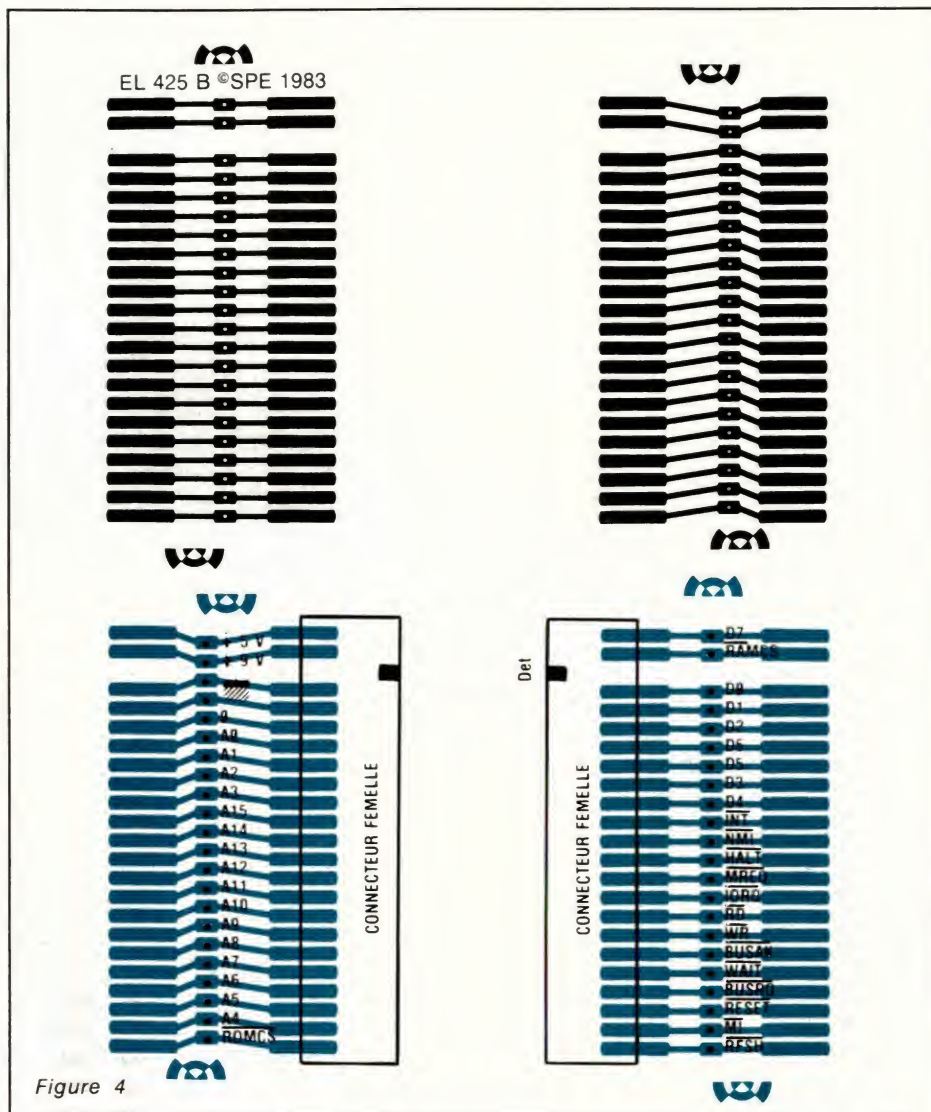 EL 425 B ©SPE 1983
+ 5 V
+ 9 V
0
A0
A1
A2
A3
A15
A14
A13
A12
A11
A10
A9
A8
A7
A6
A5
A4
ROMCS
CONNECTEUR FEMELLE
Det
CONNECTEUR FEMELLE
D7
RAMCS
D0
D1
D2
D6
D5
D3
D4
INT
NMI
HALT
MREQ
IORQ
RD
WR
BUSAK
WAIT
BUSRQ
RESET
M1
RFSH
Figure 4